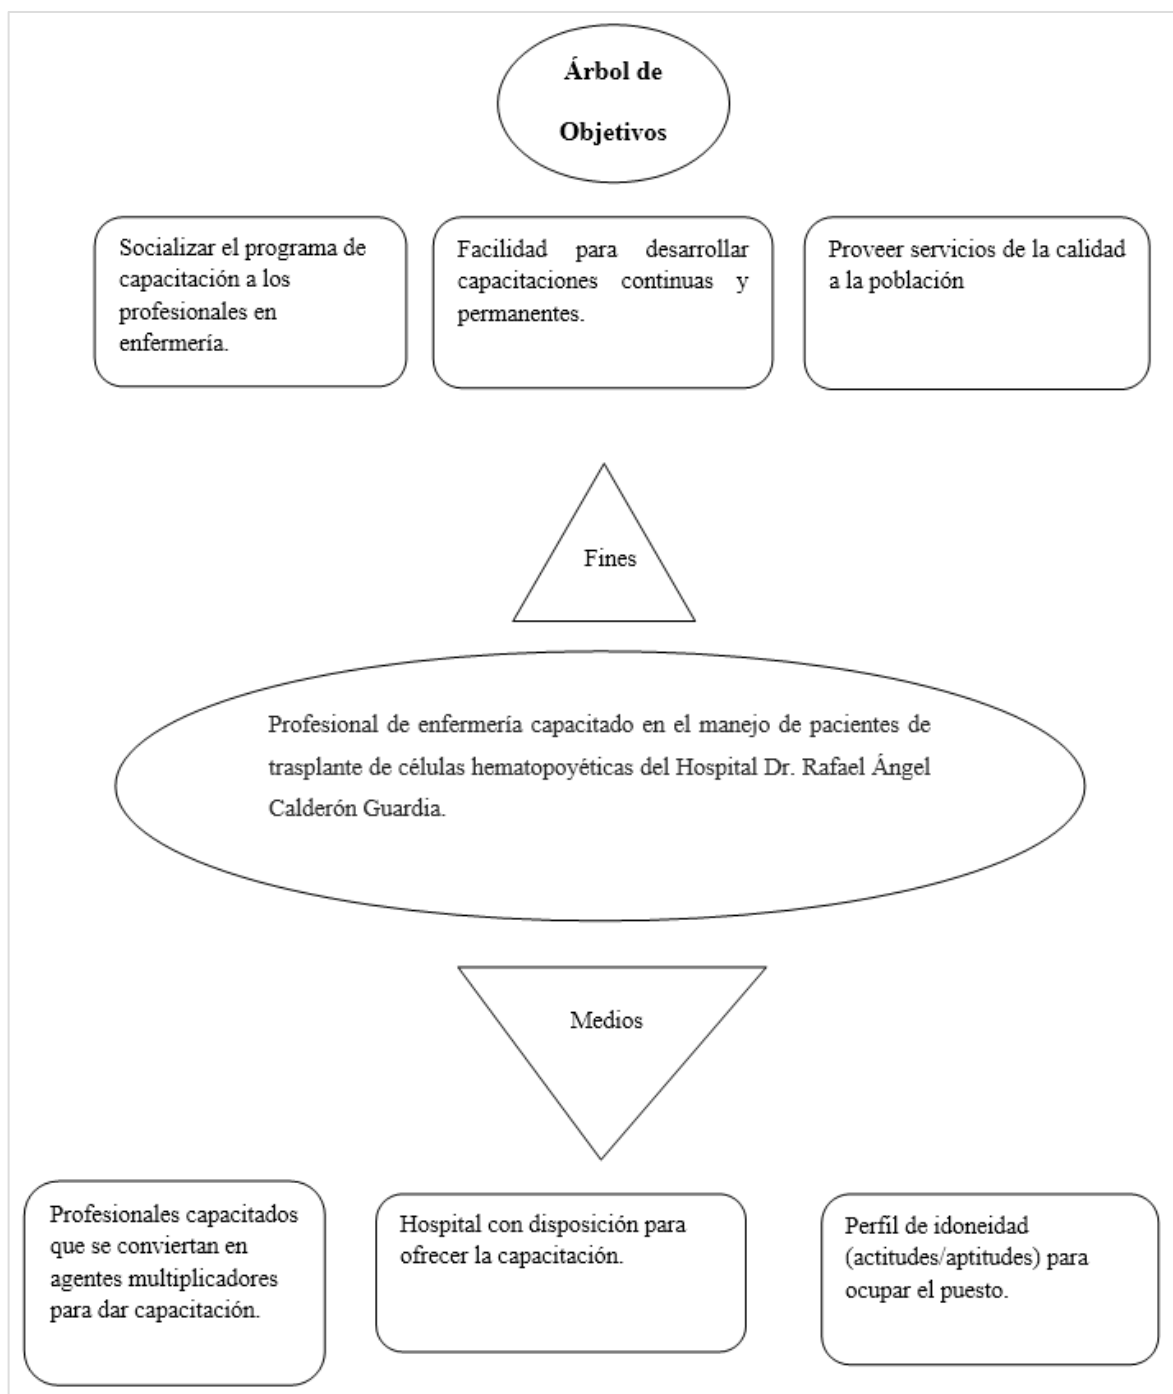 Árbol de
Objetivos
Socializar el programa de
capacitación a los
profesionales en
enfermería.
Facilidad para desarrollar
capacitaciones continuas y
permanentes.
Proveer servicios de la calidad
a la población
Fines
Profesional de enfermería capacitado en el manejo de pacientes de
trasplante de células hematopoyéticas del Hospital Dr. Rafael Ángel
Calderón Guardia.
Medios
Profesionales capacitados
que se conviertan en
agentes multiplicadores
para dar capacitación.
Hospital con disposición para
ofrecer la capacitación.
Perfil de idoneidad
(actitudes/aptitudes) para
ocupar el puesto.